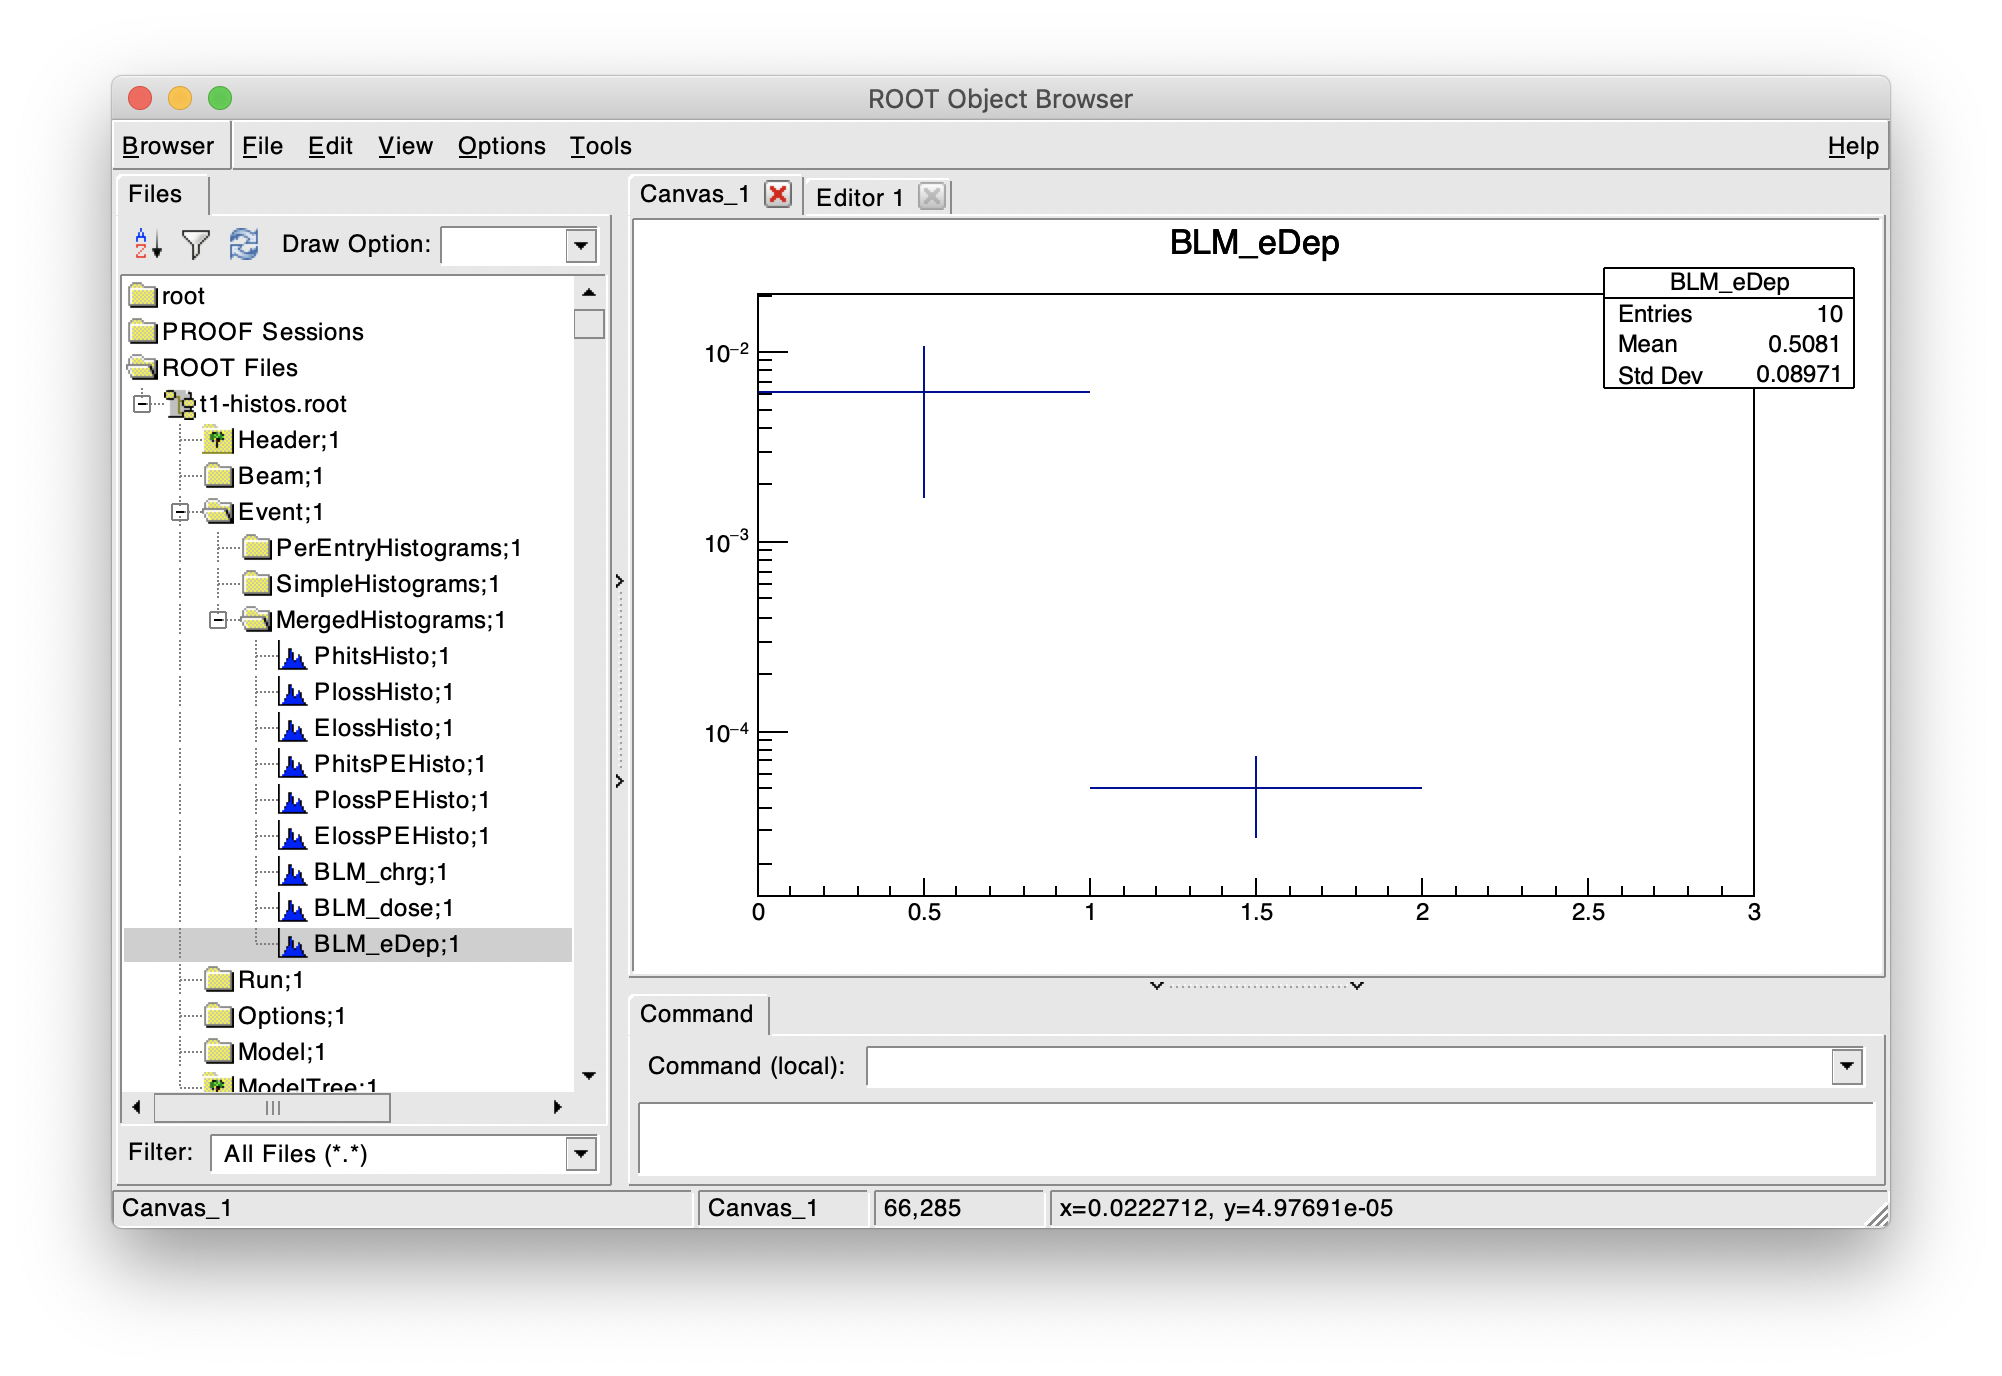 ROOT Object Browser
Browser File Edit View Options Tools Help
Files
Draw Option:
root
PROOF Sessions
ROOT Files
t1-histos.root
Header;1
Beam;1
Event;1
PerEntryHistograms;1
SimpleHistograms;1
MergedHistograms;1
PhitsHisto;1
PlossHisto;1
ElossHisto;1
PhitsPEHisto;1
PlossPEHisto;1
ElossPEHisto;1
BLM_chrg;1
BLM_dose;1
BLM_eDep;1
Run;1
Options;1
Model;1
ModelTree;1
Filter: All Files (*.*)
Canvas_1 Editor 1
BLM_eDep
BLM_eDep
Entries 10
Mean 0.5081
Std Dev 0.08971
10⁻²
10⁻³
10⁻⁴
0 0.5 1 1.5 2 2.5 3
Command
Command (local):
Canvas_1 Canvas_1 66,285 x=0.0222712, y=4.97691e-05